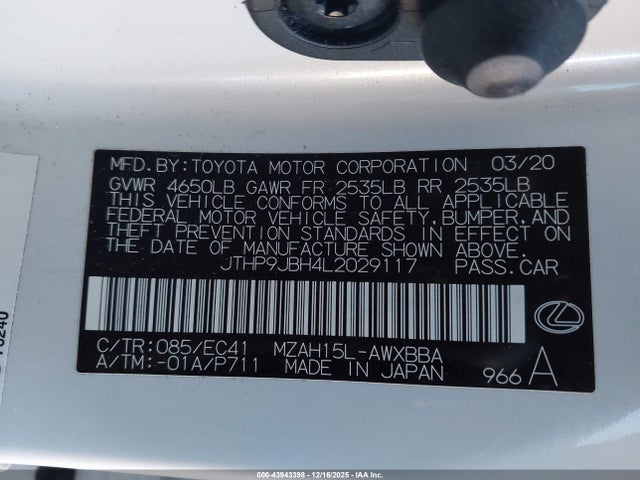 MFD. BY: TOYOTA MOTOR CORPORATION 03/20
GVWR 4650LB GAWR FR 2535LB RR 2535LB
THIS VEHICLE CONFORMS TO ALL APPLICABLE
FEDERAL MOTOR VEHICLE SAFETY, BUMPER, AND
THEFT PREVENTION STANDARDS IN EFFECT ON
THE DATE OF MANUFACTURE SHOWN ABOVE.
JTHP9JBH4L2029117 PASS. CAR
C/TR: 085/EC41 MZAH15L-AWXBBA
A/TM: -01A/P711 MADE IN JAPAN 966 A
000-43943398 - 12/16/2025 - IAA Inc.